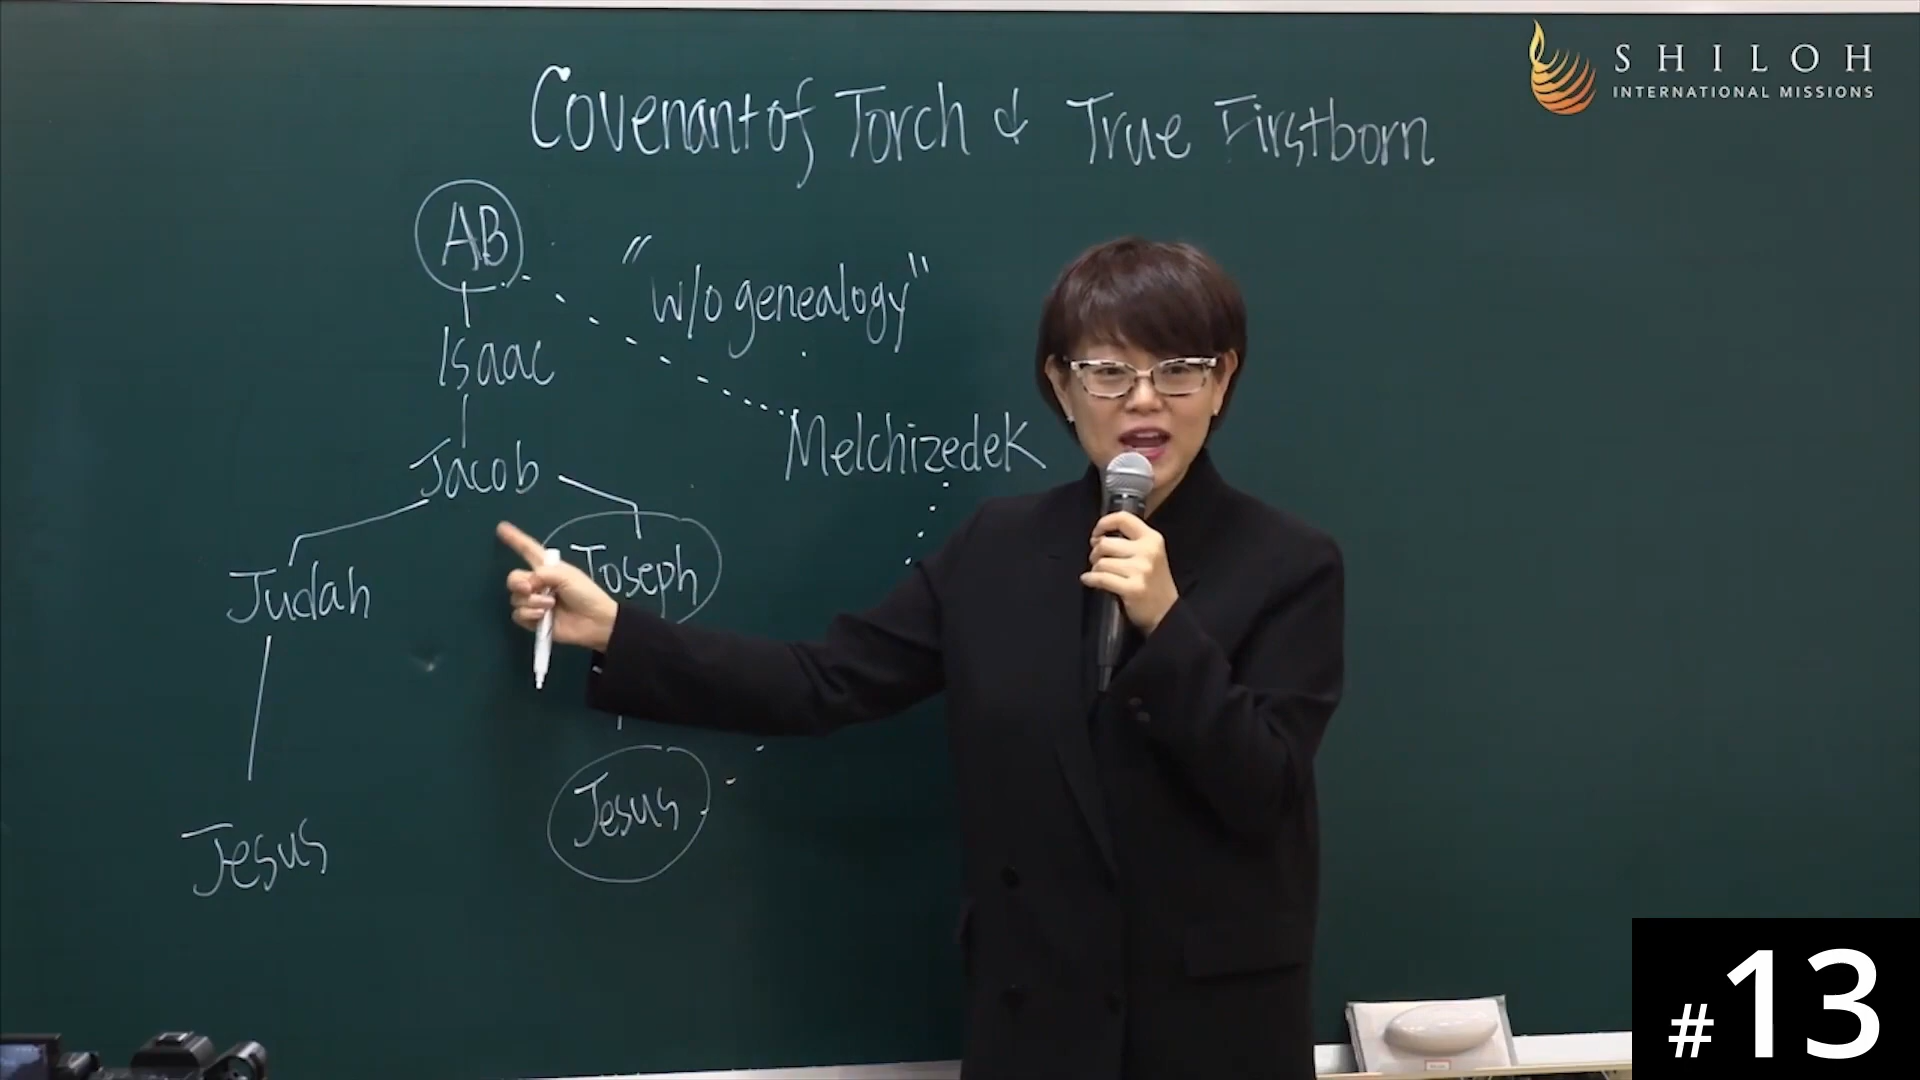 SHILOH
INTERNATIONAL MISSIONS
Covenant of Torch & True Firstborn
AB
"w/o genealogy"
Isaac
Melchizedek
Jacob
Judah
Joseph
Jesus
Jesus
#13